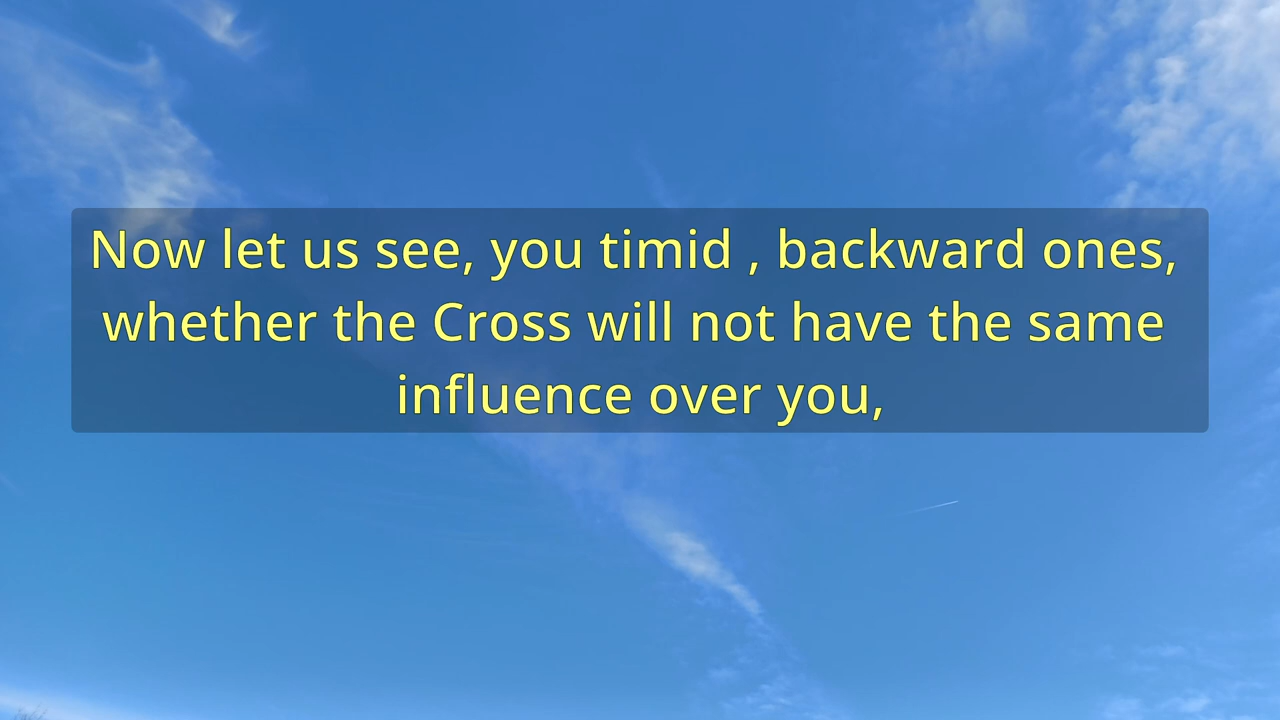 Now let us see, you timid , backward ones,
whether the Cross will not have the same
influence over you,